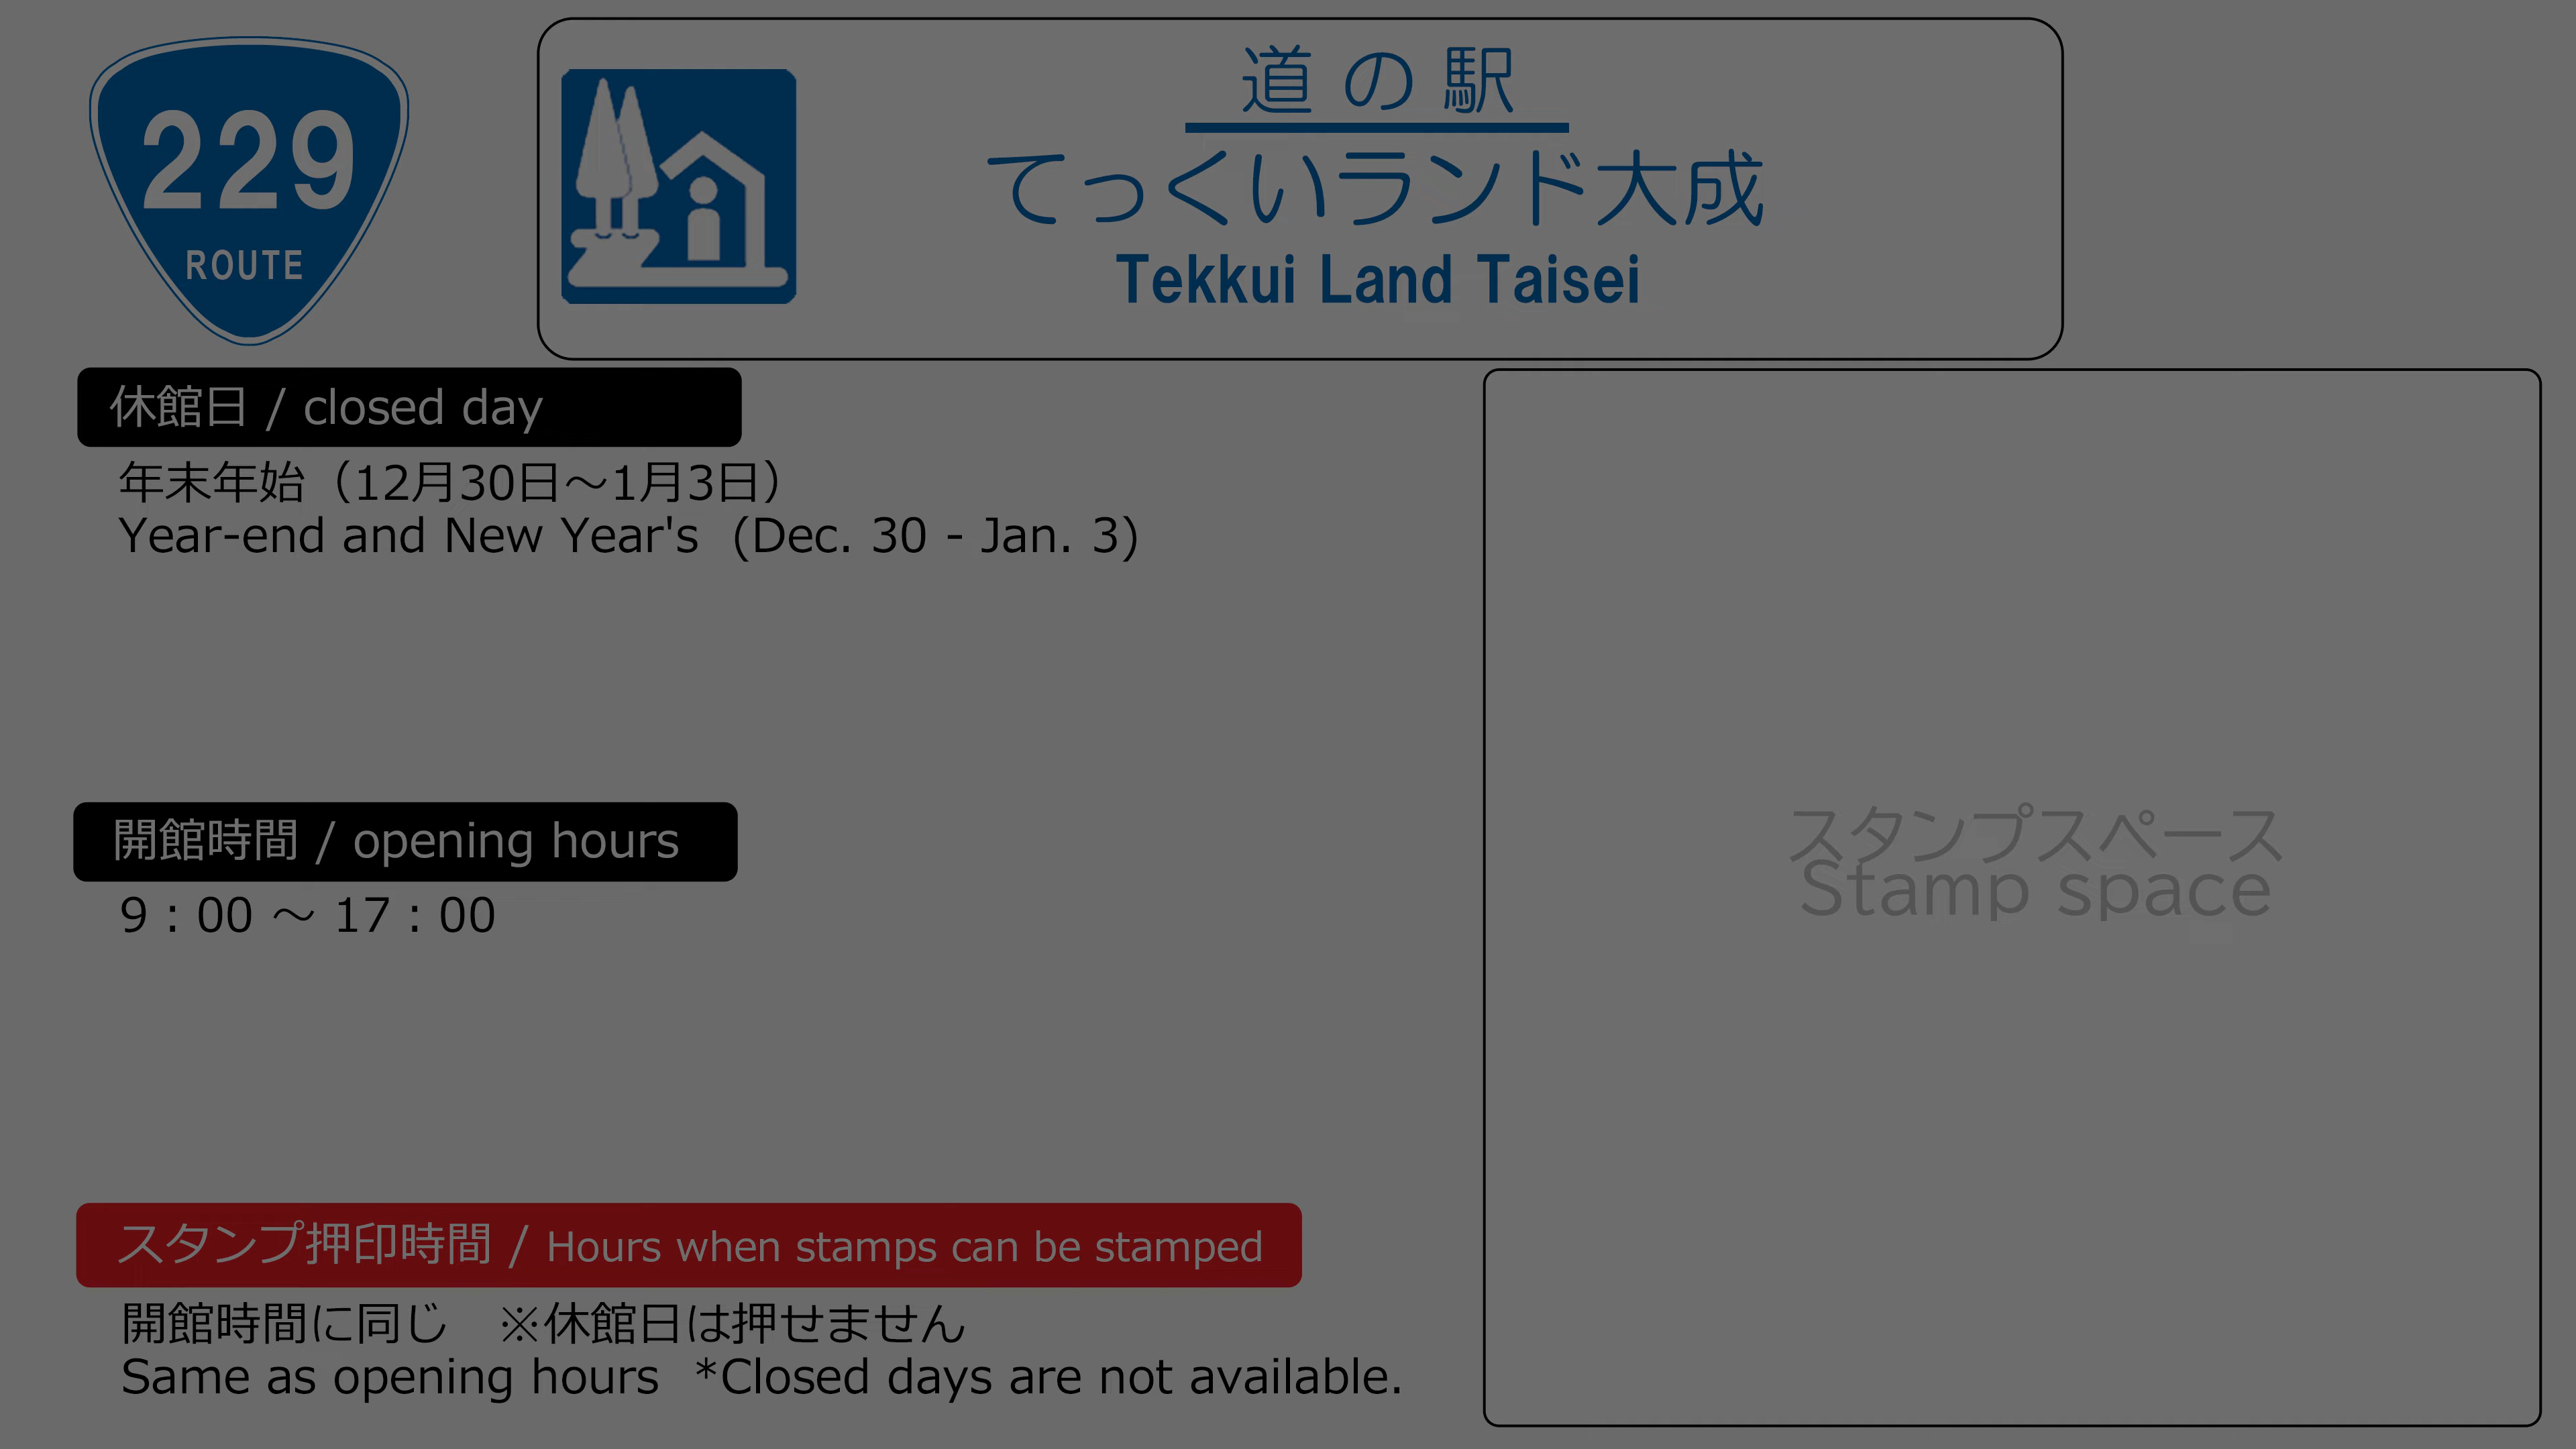 229
ROUTE
道の駅
てっくいランド大成
Tekkui Land Taisei
休館日 / closed day
年末年始（12月30日～1月3日）
Year-end and New Year's (Dec. 30 - Jan. 3)
開館時間 / opening hours
9：00 ～ 17：00
スタンプ押印時間 / Hours when stamps can be stamped
開館時間に同じ　※休館日は押せません
Same as opening hours *Closed days are not available.
スタンプスペース
Stamp space